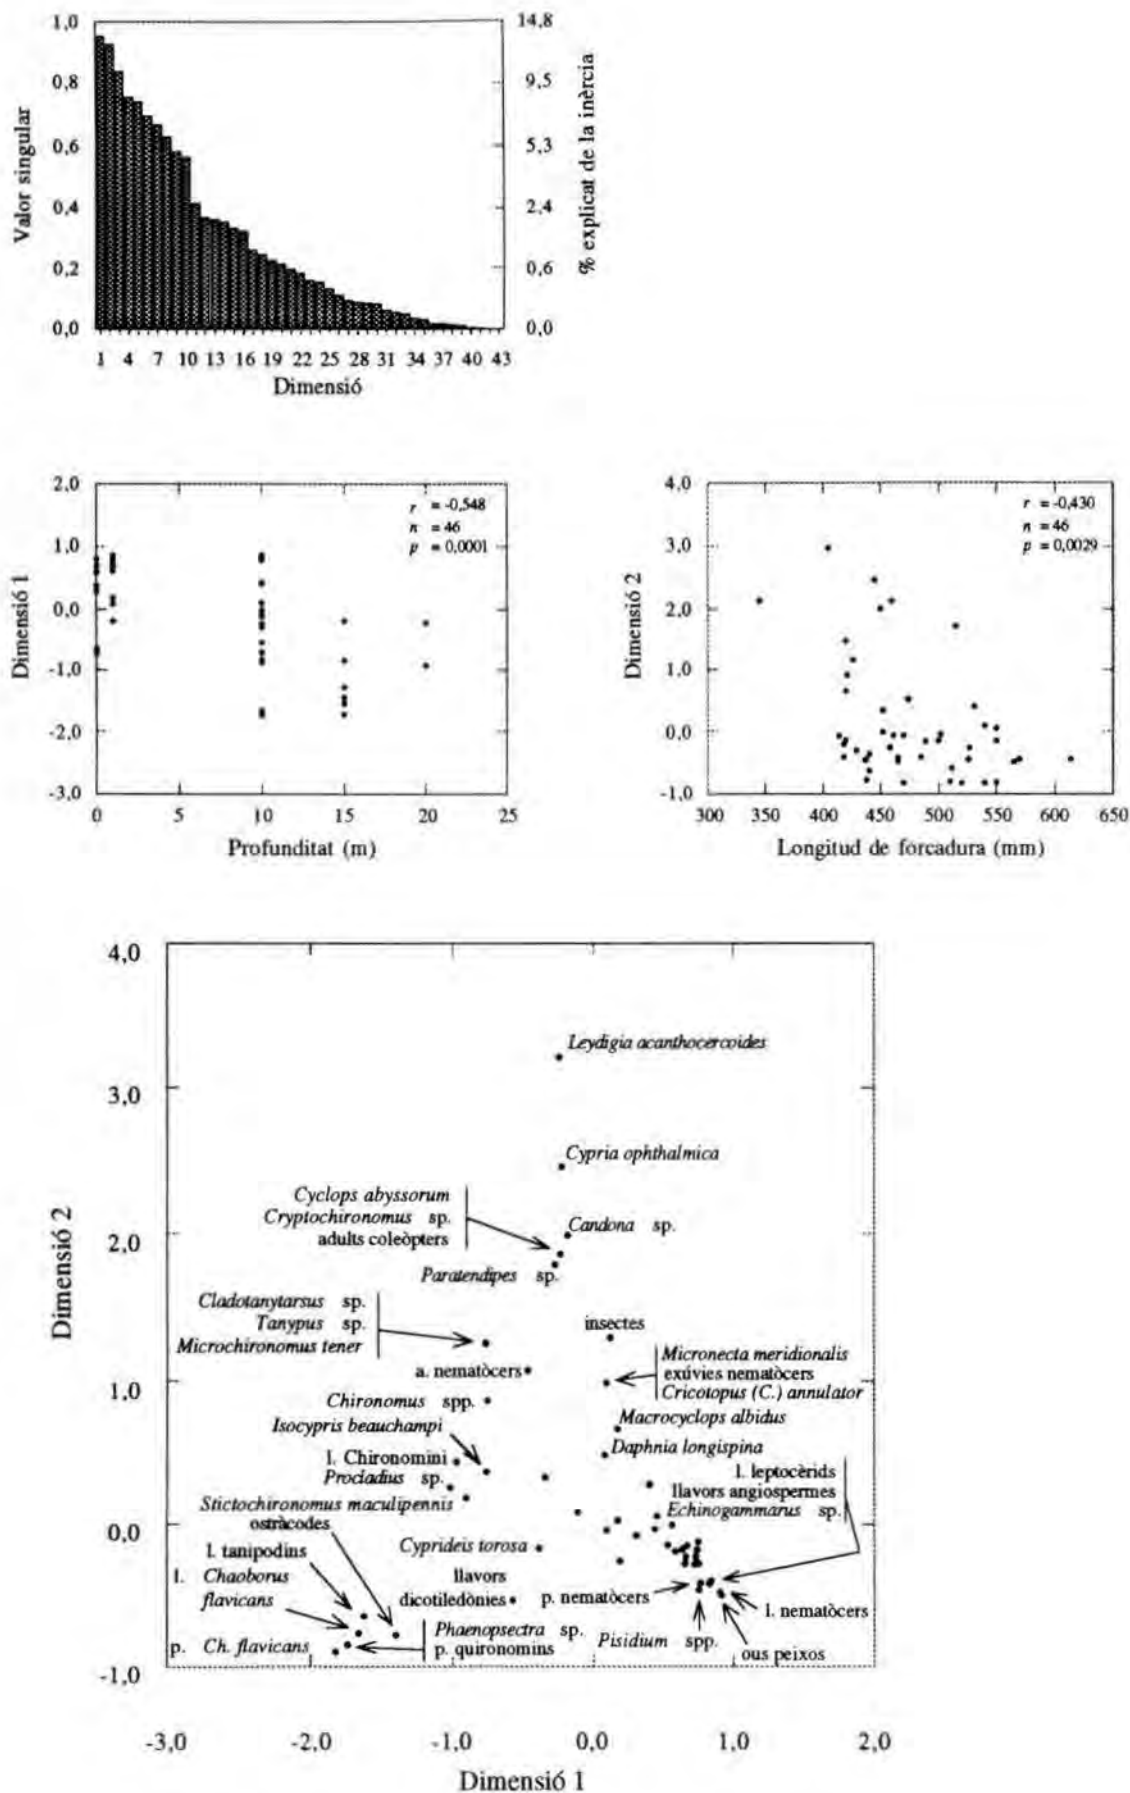 1,0
0,8
0,6
0,4
0,2
0,0
Valor singular
14,8
9,5
5,3
2,4
0,6
0,0
% explicat de la inèrcia
1 4 7 10 13 16 19 22 25 28 31 34 37 40 43
Dimensió
2,0
1,0
0,0
-1,0
-2,0
-3,0
Dimensió 1
r = -0,548
n = 46
p = 0,0001
0 5 10 15 20 25
Profunditat (m)
4,0
3,0
2,0
1,0
0,0
-1,0
Dimensió 2
r = -0,430
n = 46
p = 0,0029
300 350 400 450 500 550 600 650
Longitud de forcadura (mm)
4,0
3,0
2,0
1,0
0,0
-1,0
Dimensió 2
Leydigia acanthocercoides
Cypria ophthalmica
Cyclops abyssorum
Cryptochironomus sp.
adults coleòpters
Candona sp.
Paratendipes sp.
Cladotanytarsus sp.
Tanypus sp.
Microchironomus tener
insectes
a. nematòcers
Micronecta meridionalis
exúvies nematòcers
Cricotopus (C.) annulator
Chironomus spp.
Macrocyclops albidus
Isocypris beauchampi
Daphnia longispina
l. Chironomini
Procladius sp.
l. leptocèrids
llavors angiospermes
Echinogammarus sp.
Stictochironomus maculipennis
ostràcodes
Cyprideis torosa
l. tanipodins
l. Chaoborus
flavicans
llavors
dicotiledònies
p. nematòcers
l. nematòcers
p. Ch. flavicans
Phaenopsectra sp.
p. quironomins
Pisidium spp.
ous peixos
-3,0 -2,0 -1,0 0,0 1,0 2,0
Dimensió 1